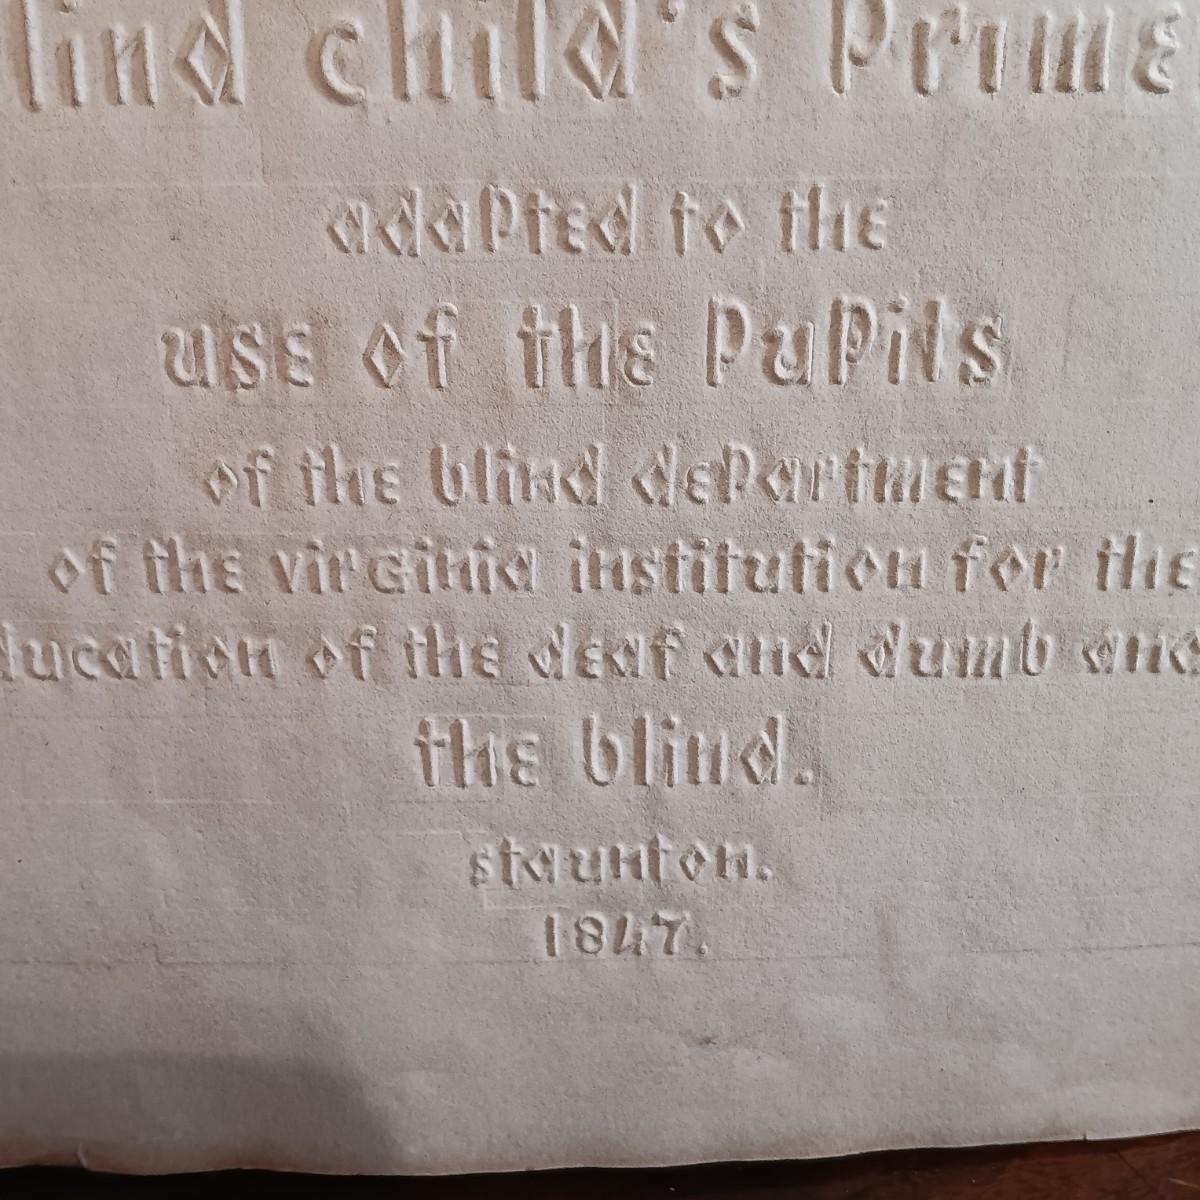 lind child's Prime
adapted to the
use of the Pupils
of the blind department
of the virginia institution for the
ducation of the deaf and dumb and
the blind.
staunton.
1847.